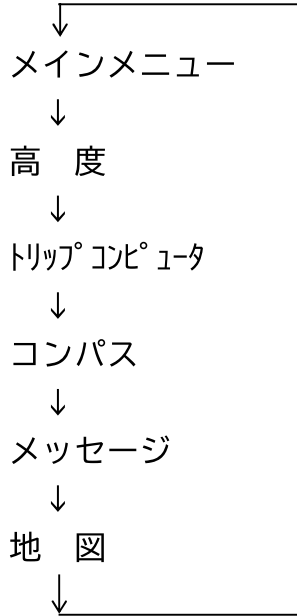 メインメニュー
↓
高　度
↓
ﾄﾘｯﾌﾟｺﾝﾋﾟｭｰﾀ
↓
コンパス
↓
メッセージ
↓
地　図